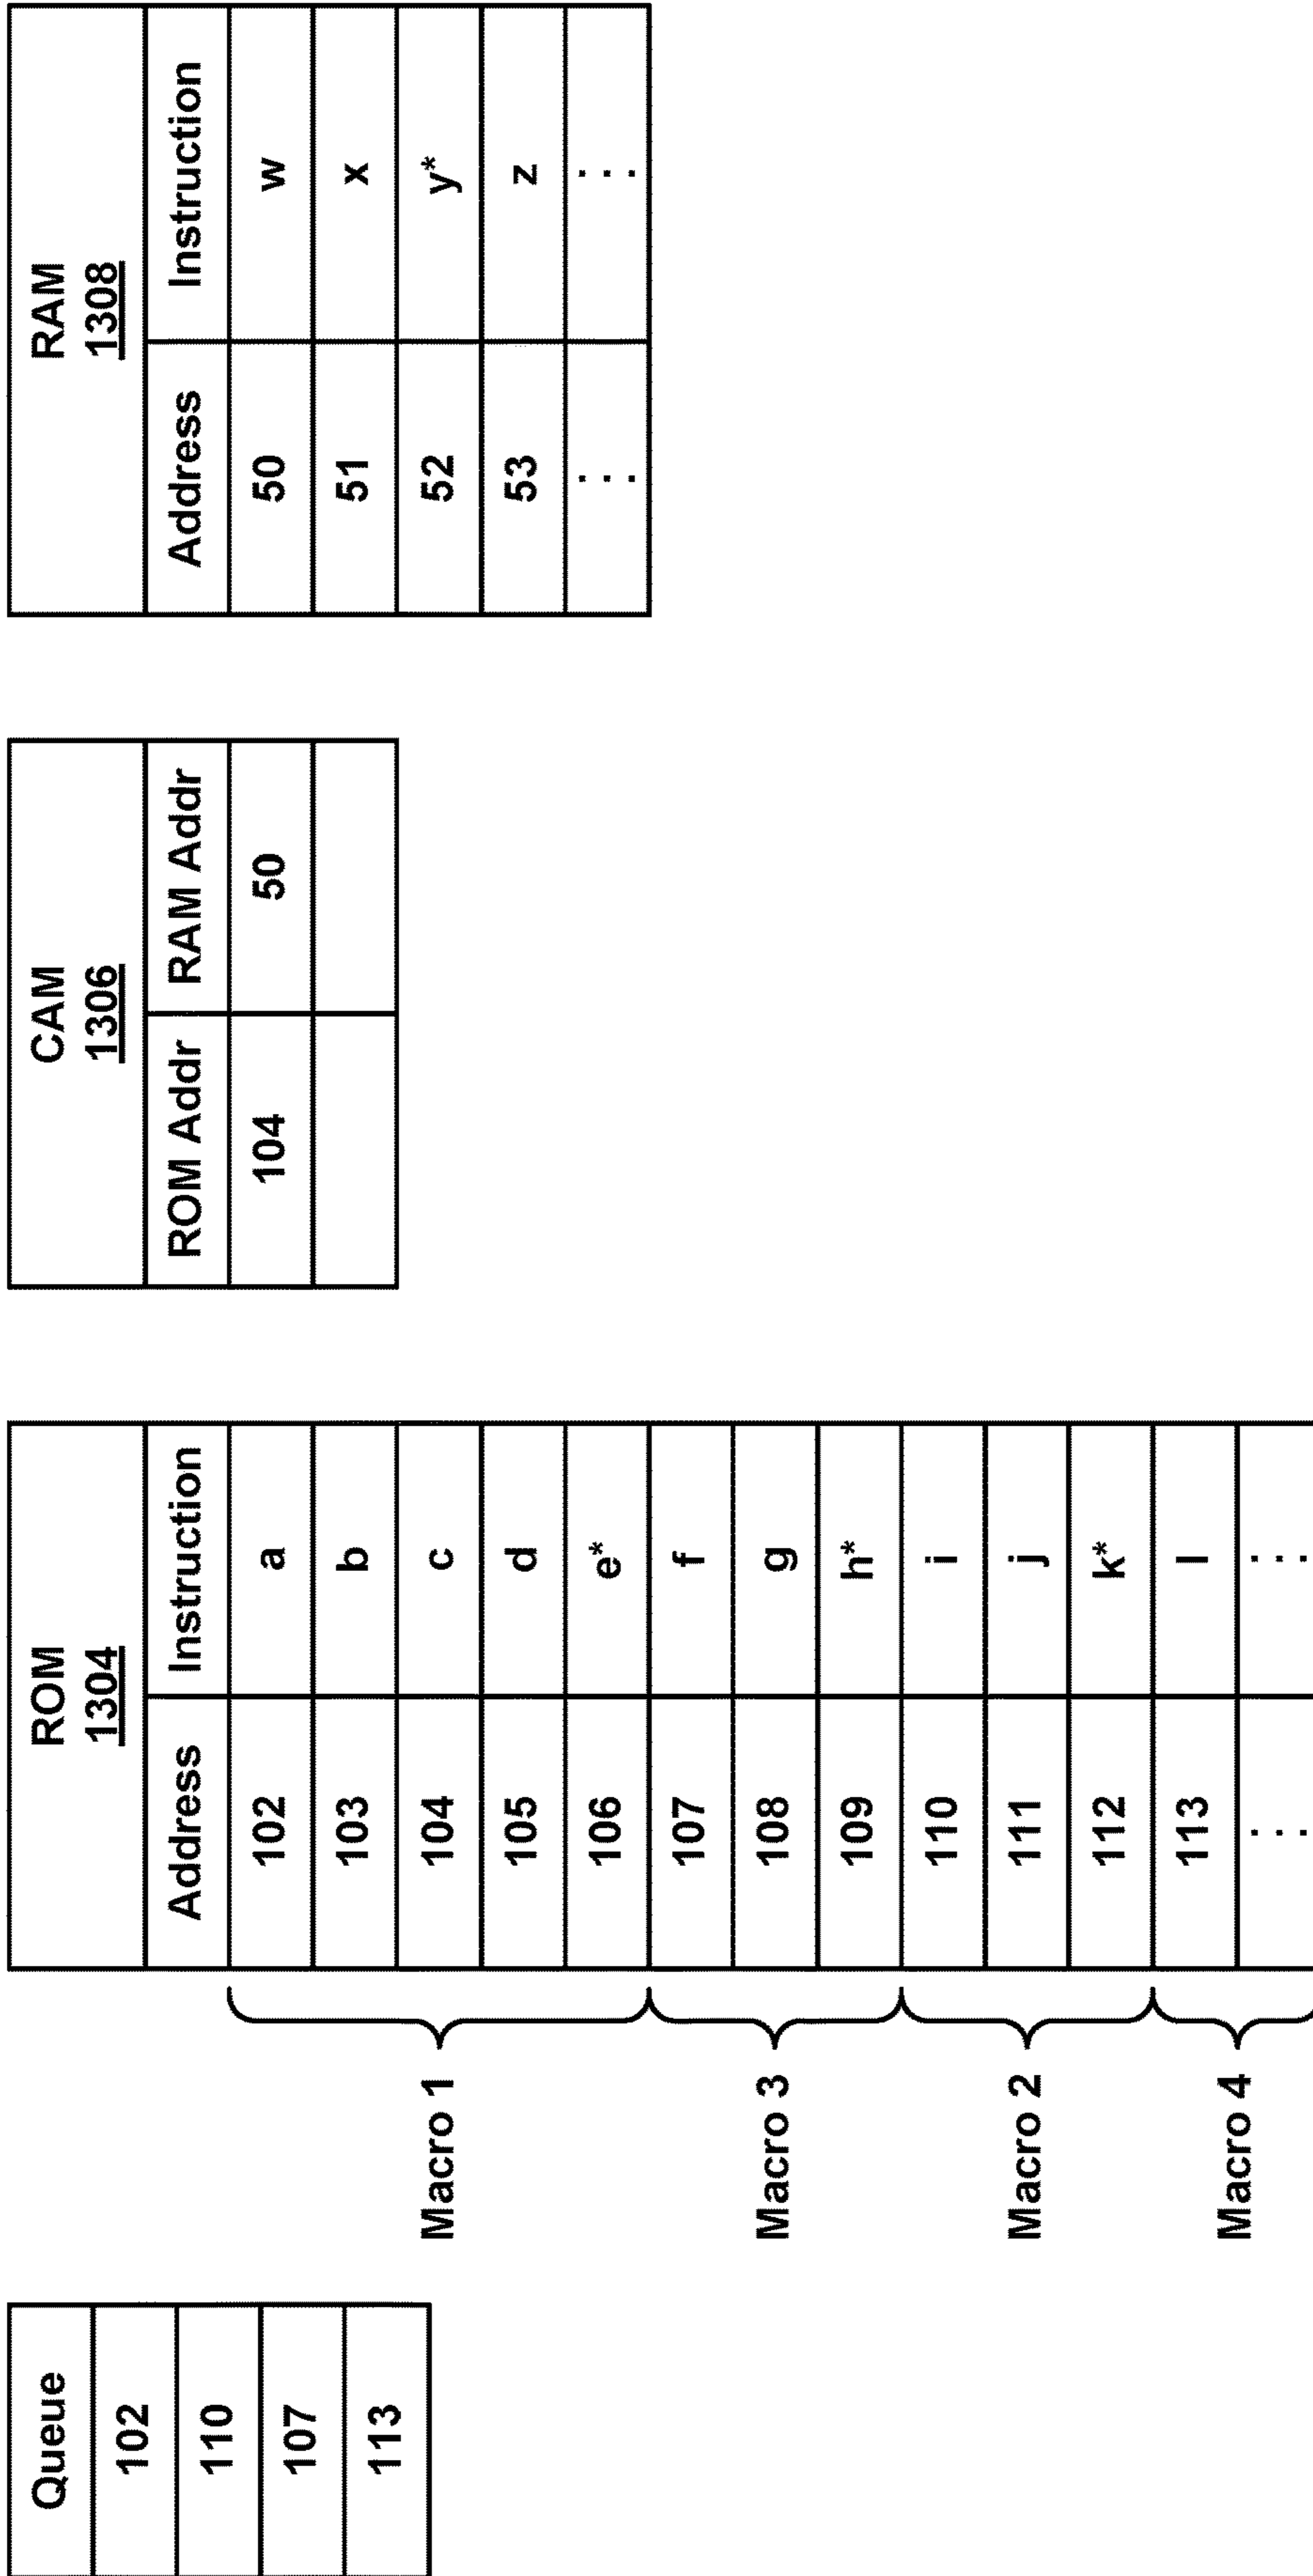 Queue
102
110
107
113
Macro 1
Macro 3
Macro 2
Macro 4
ROM
1304
Address Instruction
102 a
103 b
104 c
105 d
106 e*
107 f
108 g
109 h*
110 i
111 j
112 k*
113 l
... ...
CAM
1306
ROM Addr RAM Addr
104 50
RAM
1308
Address Instruction
50 w
51 x
52 y*
53 z
... ...